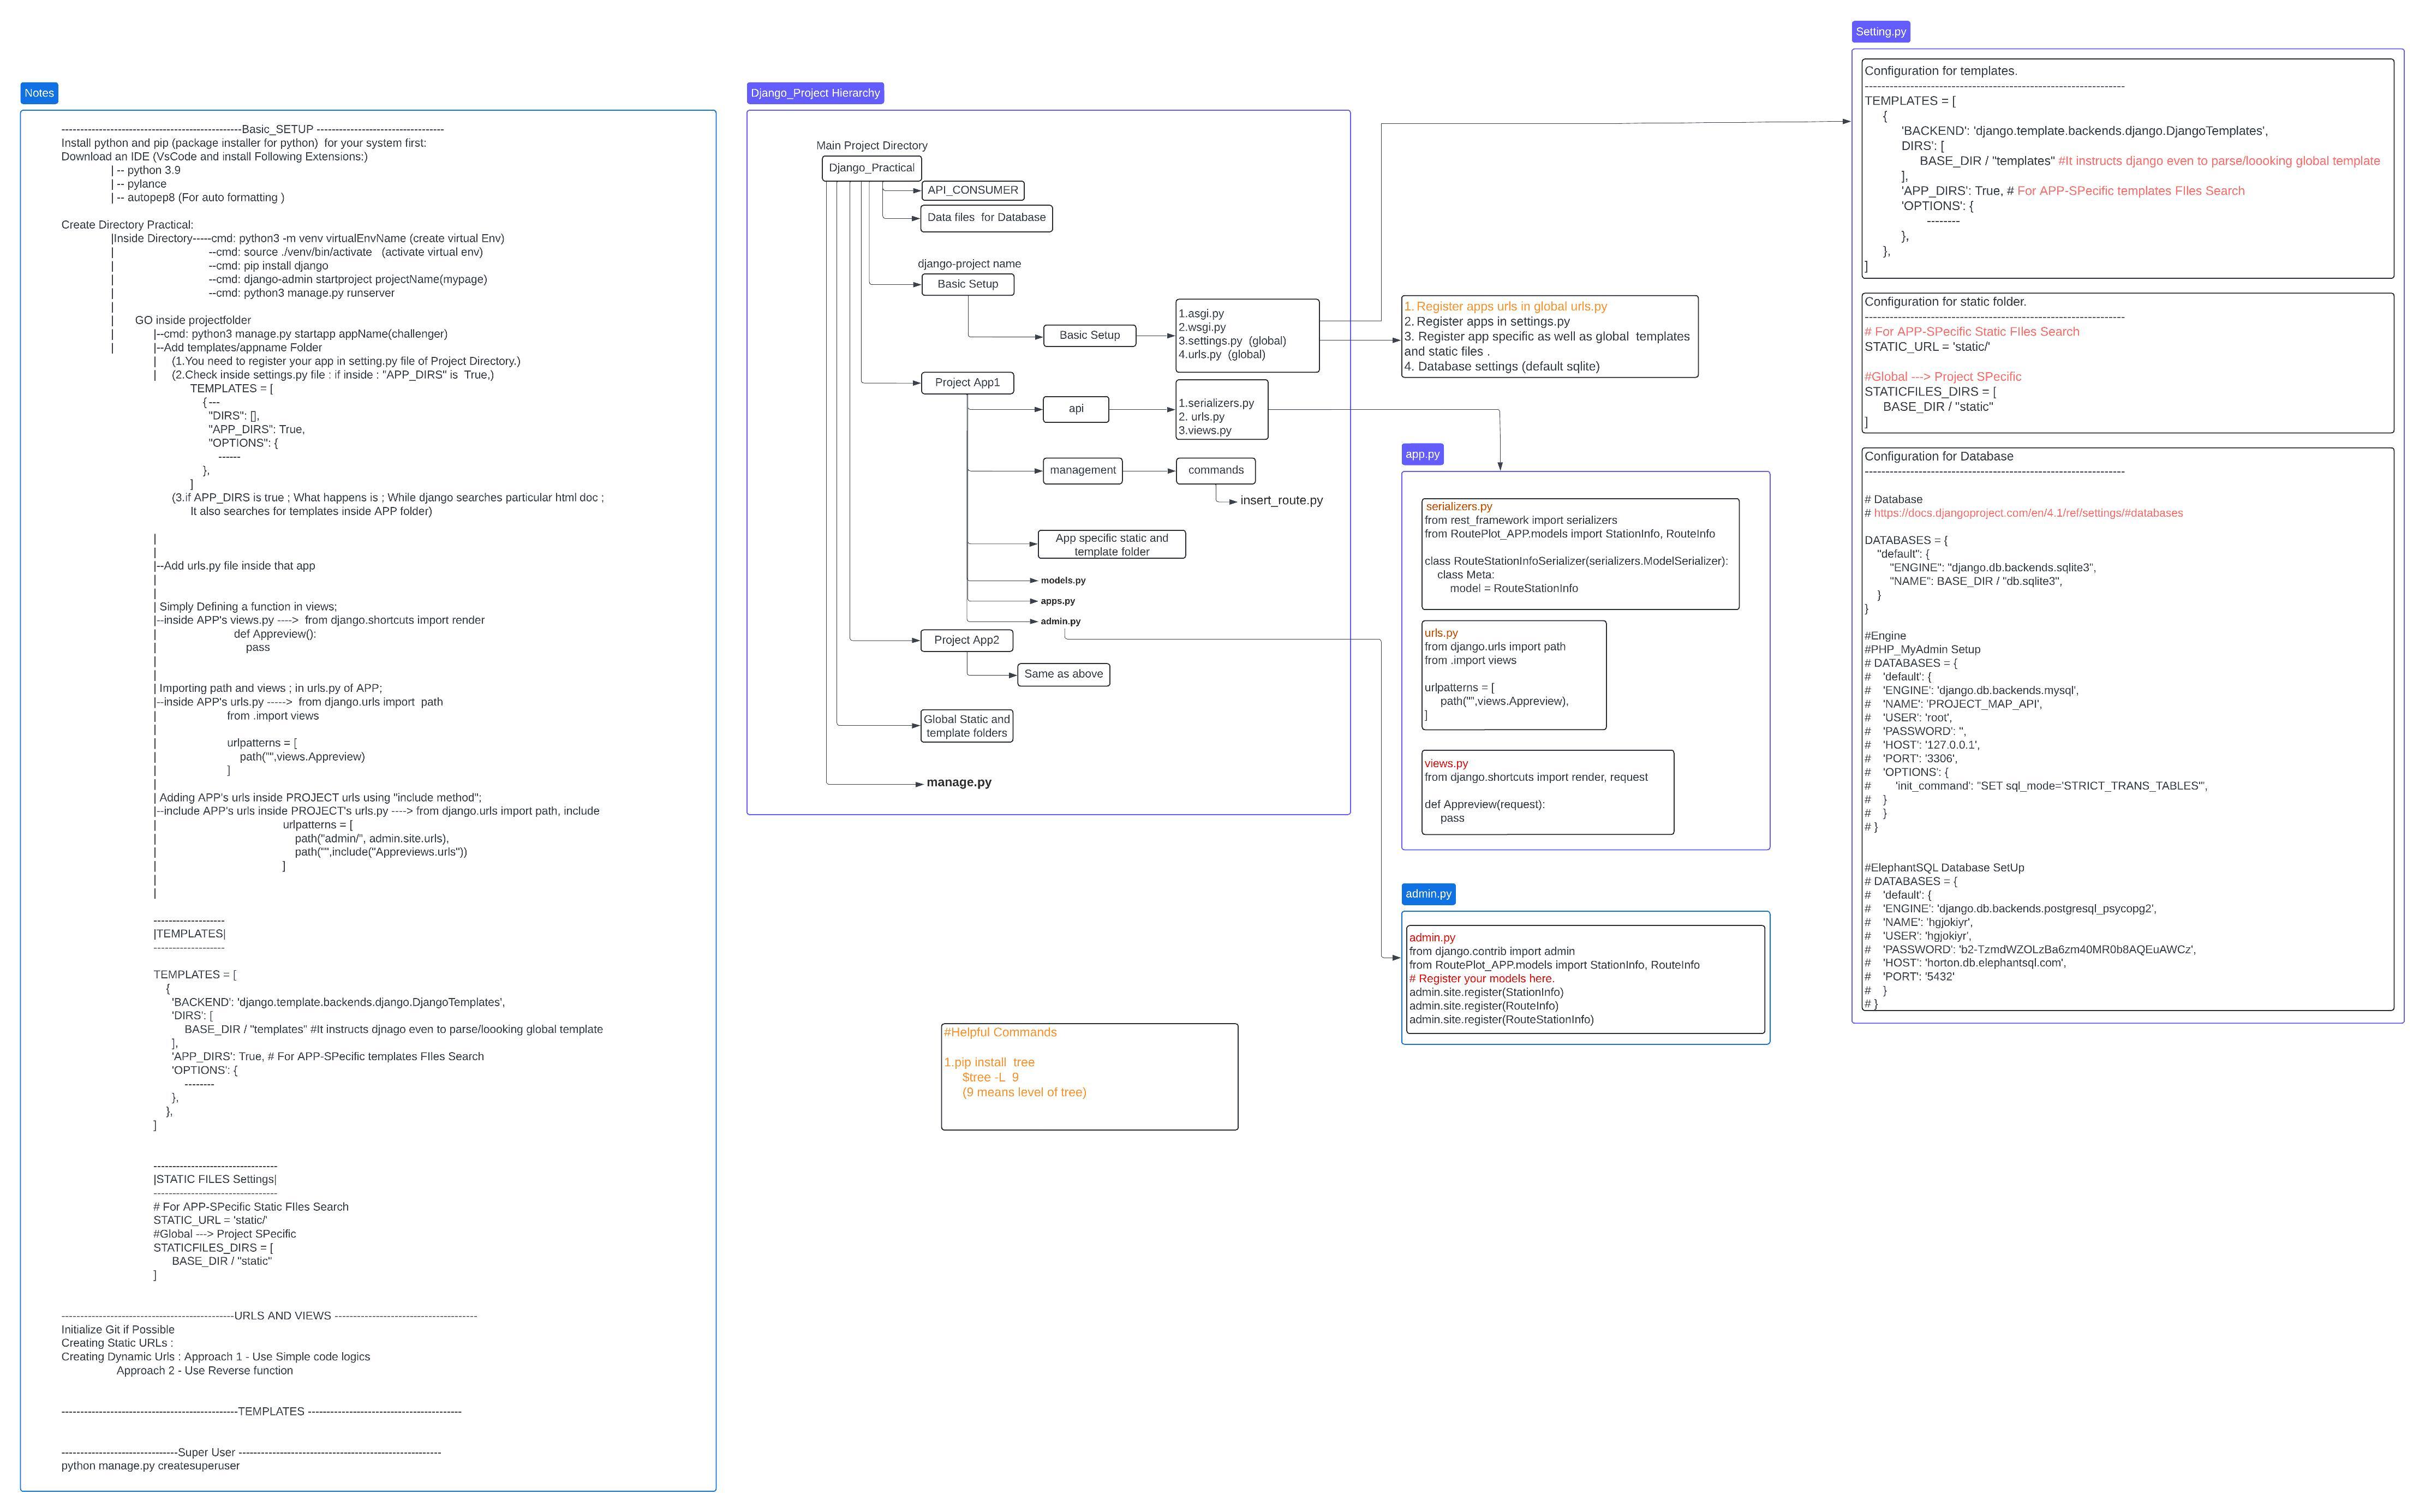 Notes
-----------------------------------------------Basic_SETUP ---------------------------------
Install python and pip (package installer for python)  for your system first:
Download an IDE (VsCode and install Following Extensions:)
| -- python 3.9
| -- pylance
| -- autopep8 (For auto formatting )
Create Directory Practical:
|Inside Directory-----cmd: python3 -m venv virtualEnvName (create virtual Env)
| --cmd: source ./venv/bin/activate   (activate virtual env)
| --cmd: pip install django
| --cmd: django-admin startproject projectName(mypage)
| --cmd: python3 manage.py runserver
|
| GO inside projectfolder
| |--cmd: python3 manage.py startapp appName(challenger)
| |--Add templates/appname Folder
| (1.You need to register your app in setting.py file of Project Directory.)
| (2.Check inside settings.py file : if inside : "APP_DIRS" is  True,)
TEMPLATES = [
{ ---
"DIRS": [],
"APP_DIRS": True,
"OPTIONS": {
------
},
]
(3.if APP_DIRS is true ; What happens is ; While django searches particular html doc ;
It also searches for templates inside APP folder)
|
|
|--Add urls.py file inside that app
|
|
| Simply Defining a function in views;
|--inside APP's views.py ---->  from django.shortcuts import render
| def Appreview():
| pass
|
|
| Importing path and views ; in urls.py of APP;
|--inside APP's urls.py ----->  from django.urls import  path
| from .import views
|
| urlpatterns = [
| path("",views.Appreview)
| ]
|
| Adding APP's urls inside PROJECT urls using "include method";
|--include APP's urls inside PROJECT's urls.py ----> from django.urls import path, include
| urlpatterns = [
| path("admin/", admin.site.urls),
| path("",include("Appreviews.urls"))
| ]
|
|
-------------------
|TEMPLATES|
-------------------
TEMPLATES = [
{
'BACKEND': 'django.template.backends.django.DjangoTemplates',
'DIRS': [
BASE_DIR / "templates" #It instructs djnago even to parse/loooking global template
],
'APP_DIRS': True, # For APP-SPecific templates FIles Search
'OPTIONS': {
--------
},
},
]
---------------------------------
|STATIC FILES Settings|
---------------------------------
# For APP-SPecific Static FIles Search
STATIC_URL = 'static/'
#Global ---> Project SPecific
STATICFILES_DIRS = [
BASE_DIR / "static"
]
----------------------------------------------URLS AND VIEWS --------------------------------------
Initialize Git if Possible
Creating Static URLs :
Creating Dynamic Urls : Approach 1 - Use Simple code logics
Approach 2 - Use Reverse function
-----------------------------------------------TEMPLATES -----------------------------------------
-------------------------------Super User ------------------------------------------------------
python manage.py createsuperuser
Django_Project Hierarchy
Main Project Directory
Django_Practical
API_CONSUMER
Data files  for Database
django-project name
Basic Setup
Basic Setup
1.asgi.py
2.wsgi.py
3.settings.py  (global)
4.urls.py  (global)
Project App1
api
1.serializers.py
2. urls.py
3.views.py
management
commands
insert_route.py
App specific static and
template folder
models.py
apps.py
admin.py
Project App2
Same as above
Global Static and
template folders
manage.py
#Helpful Commands
1.pip install  tree
$tree -L  9
(9 means level of tree)
1. Register apps urls in global urls.py
2. Register apps in settings.py
3. Register app specific as well as global  templates
and static files .
4. Database settings (default sqlite)
app.py
serializers.py
from rest_framework import serializers
from RoutePlot_APP.models import StationInfo, RouteInfo
class RouteStationInfoSerializer(serializers.ModelSerializer):
class Meta:
model = RouteStationInfo
urls.py
from django.urls import path
from .import views
urlpatterns = [
path("",views.Appreview),
]
views.py
from django.shortcuts import render, request
def Appreview(request):
pass
admin.py
admin.py
from django.contrib import admin
from RoutePlot_APP.models import StationInfo, RouteInfo
# Register your models here.
admin.site.register(StationInfo)
admin.site.register(RouteInfo)
admin.site.register(RouteStationInfo)
Setting.py
Configuration for templates.
---------------------------------------------------------------
TEMPLATES = [
{
'BACKEND': 'django.template.backends.django.DjangoTemplates',
DIRS': [
BASE_DIR / "templates" #It instructs django even to parse/loooking global template
],
'APP_DIRS': True, # For APP-SPecific templates FIles Search
'OPTIONS': {
--------
},
},
]
Configuration for static folder.
---------------------------------------------------------------
# For APP-SPecific Static FIles Search
STATIC_URL = 'static/'
#Global ---> Project SPecific
STATICFILES_DIRS = [
BASE_DIR / "static"
]
Configuration for Database
---------------------------------------------------------------
# Database
# https://docs.djangoproject.com/en/4.1/ref/settings/#databases
DATABASES = {
"default": {
"ENGINE": "django.db.backends.sqlite3",
"NAME": BASE_DIR / "db.sqlite3",
}
}
#Engine
#PHP_MyAdmin Setup
# DATABASES = {
# 'default': {
# 'ENGINE': 'django.db.backends.mysql',
# 'NAME': 'PROJECT_MAP_API',
# 'USER': 'root',
# 'PASSWORD': '',
# 'HOST': '127.0.0.1',
# 'PORT': '3306',
# 'OPTIONS': {
# 'init_command': "SET sql_mode='STRICT_TRANS_TABLES'",
# }
# }
# }
#ElephantSQL Database SetUp
# DATABASES = {
# 'default': {
# 'ENGINE': 'django.db.backends.postgresql_psycopg2',
# 'NAME': 'hgjokiyr',
# 'USER': 'hgjokiyr',
# 'PASSWORD': 'b2-TzmdWZOLzBa6zm40MR0b8AQEuAWCz',
# 'HOST': 'horton.db.elephantsql.com',
# 'PORT': '5432'
# }
# }